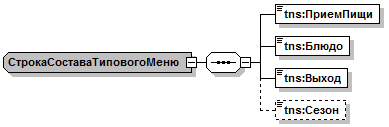 tns:ПриемПищи
tns:Блюдо
СтрокаСоставаТиповогоМеню
tns:Выход
tns:Сезон